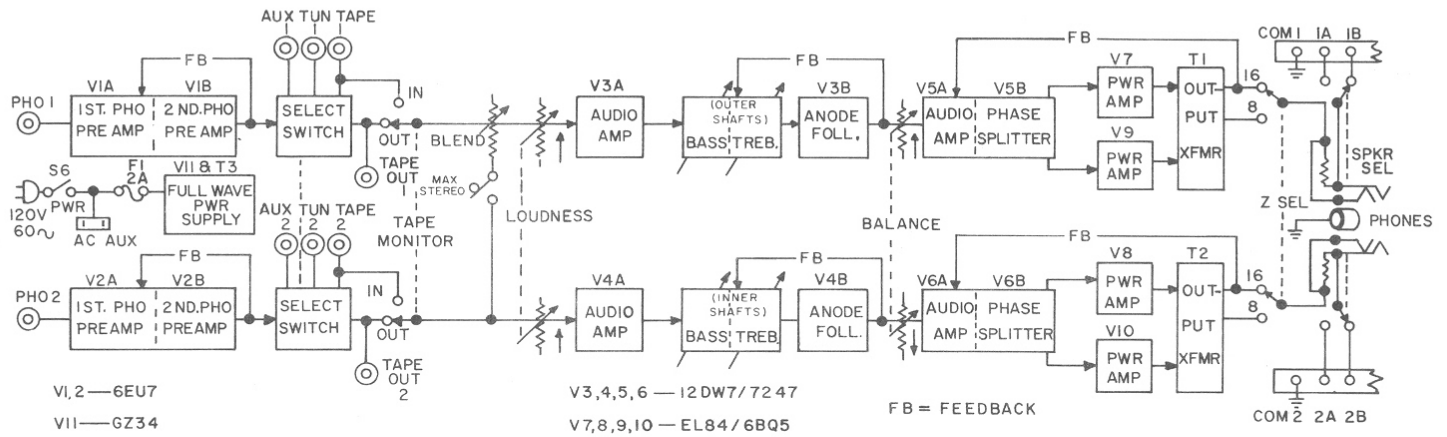 AUX TUN TAPE
1 1 1
COM 1 1A 1B
FB
FB
FB
V1A V1B
IN
V3A
V3B
V5A V5B
V7
T1
16
PHO 1
1ST. PHO 2ND. PHO
PRE AMP PRE AMP
SELECT
SWITCH
AUDIO
AMP
(OUTER
SHAFTS)
BASS TREB.
ANODE
FOLL.
AUDIO PHASE
AMP SPLITTER
PWR
AMP
OUT-
PUT
XFMR
8
OUT
BLEND
V9
PWR
AMP
TAPE
OUT
1
S6
F1
2A
V11 & T3
FULL WAVE
PWR
SUPPLY
120V
60~
PWR
AC AUX
MAX
STEREO
SPKR
SEL
Z SEL
PHONES
AUX TUN TAPE
2 2 2
TAPE
MONITOR
LOUDNESS
BALANCE
FB
FB
FB
V2A V2B
IN
V4A
V4B
V6A V6B
V8
T2
16
PHO 2
1ST. PHO 2ND. PHO
PREAMP PREAMP
SELECT
SWITCH
AUDIO
AMP
(INNER
SHAFTS)
BASS TREB.
ANODE
FOLL.
AUDIO PHASE
AMP SPLITTER
PWR
AMP
OUT-
PUT
XFMR
8
OUT
V10
PWR
AMP
TAPE
OUT
2
V1,2—6EU7
V3,4,5,6 — 12DW7/7247
FB = FEEDBACK
COM 2 2A 2B
V11 — GZ34
V7,8,9,10 — EL84/6BQ5